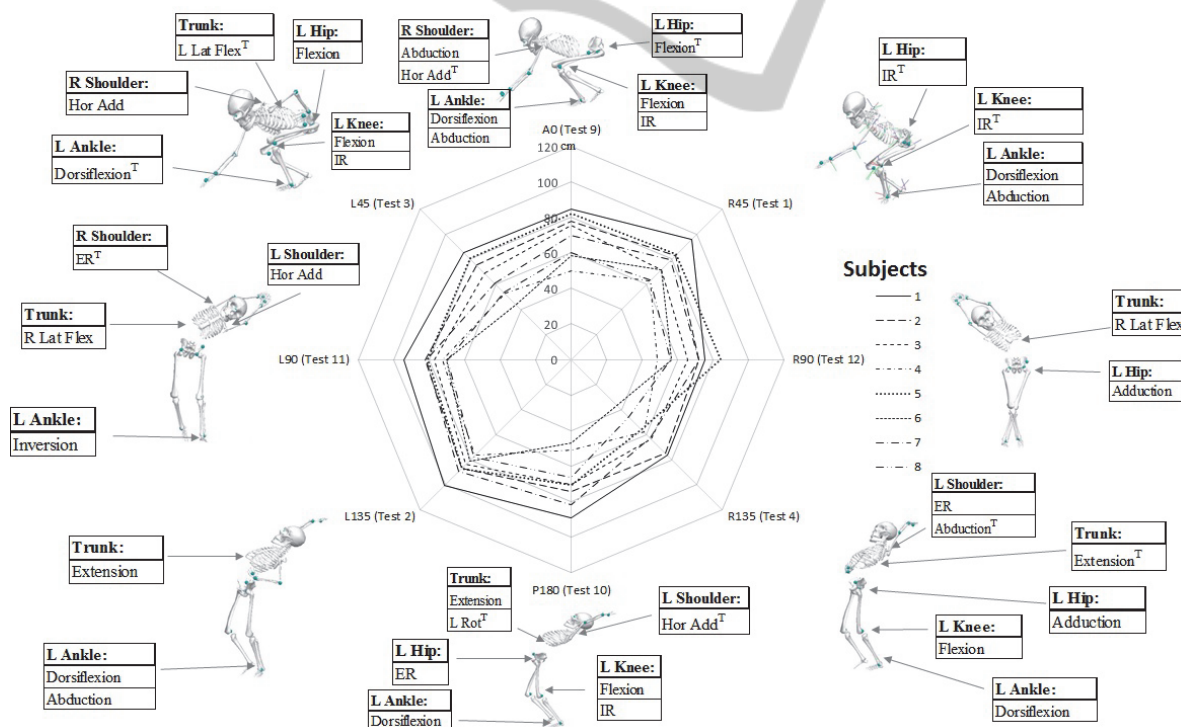 Trunk:
L Lat Flex^T
L Hip:
Flexion
R Shoulder:
Hor Add
L Knee:
Flexion
IR
L Ankle:
Dorsiflexion^T
R Shoulder:
Abduction
Hor Add^T
L Hip:
Flexion^T
L Ankle:
Dorsiflexion
Abduction
L Knee:
Flexion
IR
L Hip:
IR^T
L Knee:
IR^T
L Ankle:
Dorsiflexion
Abduction
A0 (Test 9)
120 cm
100
80
60
40
20
0
L45 (Test 3)
R45 (Test 1)
L90 (Test 11)
R90 (Test 12)
L135 (Test 2)
R135 (Test 4)
P180 (Test 10)
R Shoulder:
ER^T
L Shoulder:
Hor Add
Trunk:
R Lat Flex
L Ankle:
Inversion
Subjects
1
2
3
4
5
6
7
8
Trunk:
R Lat Flex
L Hip:
Adduction
Trunk:
Extension
L Ankle:
Dorsiflexion
Abduction
Trunk:
Extension
L Rot^T
L Shoulder:
Hor Add^T
L Hip:
ER
L Knee:
Flexion
IR
L Ankle:
Dorsiflexion
L Shoulder:
ER
Abduction^T
Trunk:
Extension^T
L Hip:
Adduction
L Knee:
Flexion
L Ankle:
Dorsiflexion